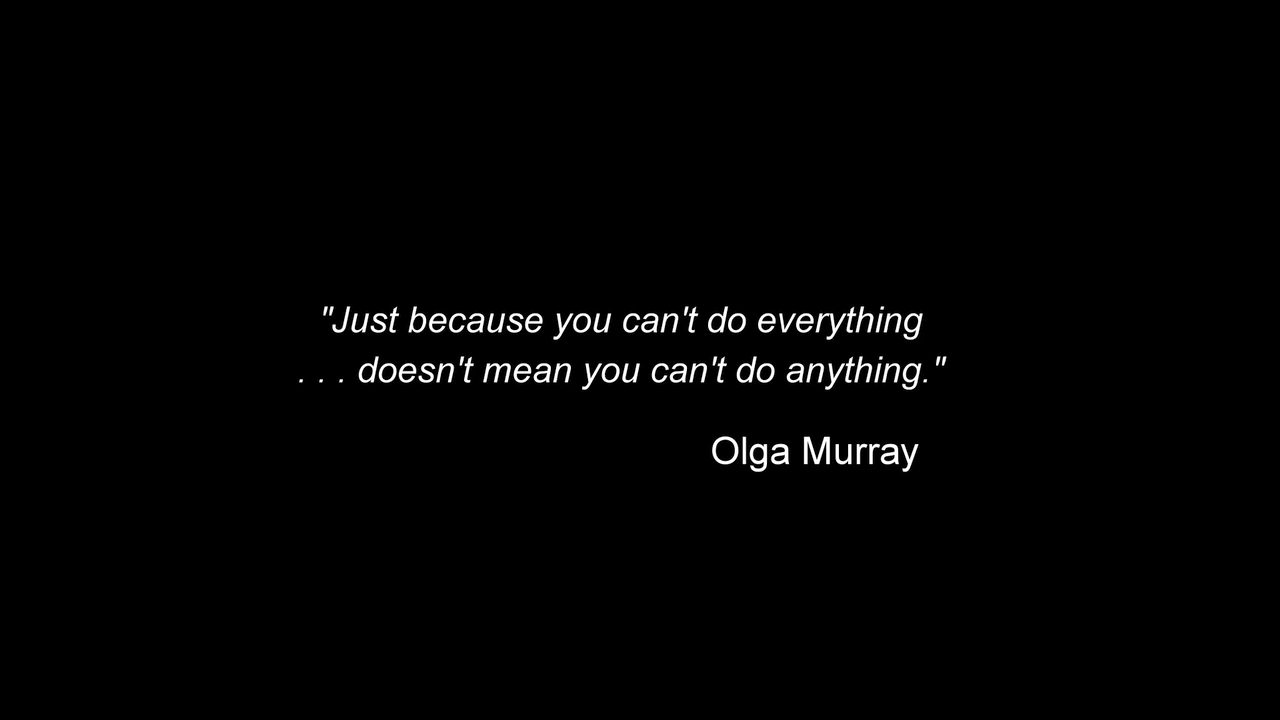 "Just because you can't do everything
. . . doesn't mean you can't do anything."
Olga Murray